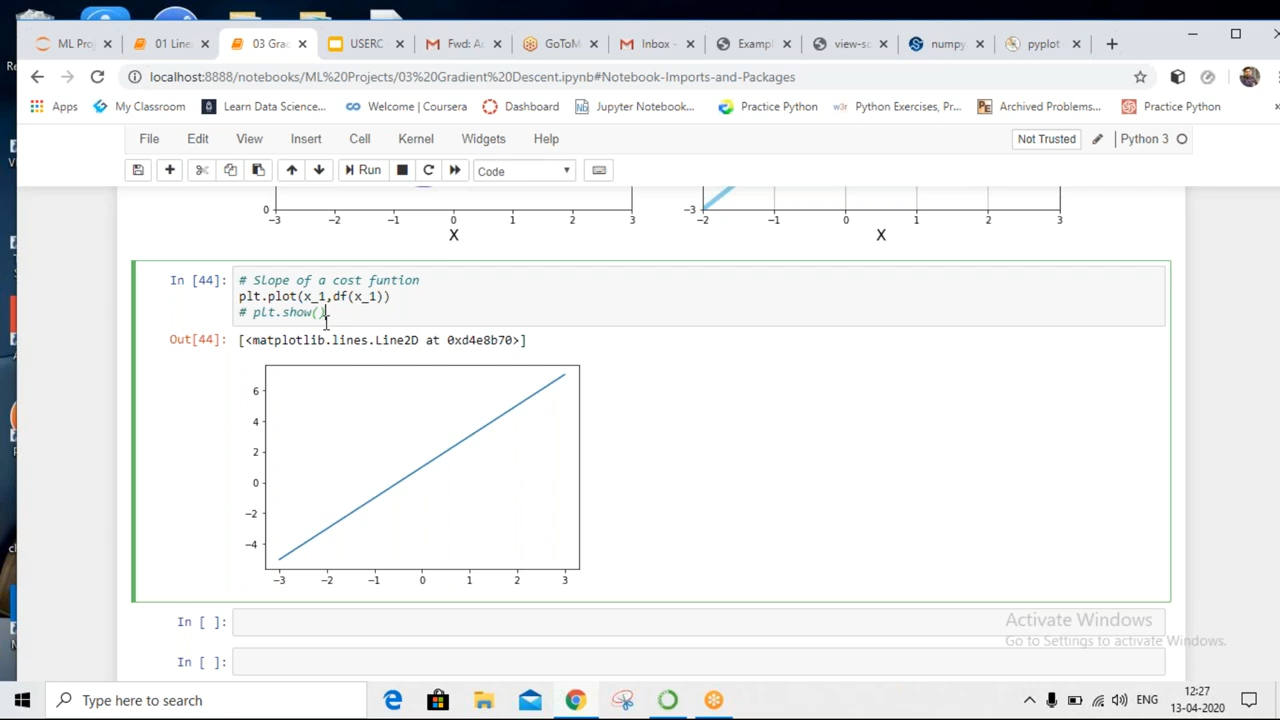 ML Proj
01 Line
03 Grad
USERC
Fwd: Ac
GoToM
Inbox -
Exampl
view-sc
numpy
pyplot
localhost:8888/notebooks/ML%20Projects/03%20Gradient%20Descent.ipynb#Notebook-Imports-and-Packages
Apps
My Classroom
Learn Data Science...
Welcome | Coursera
Dashboard
Jupyter Notebook...
Practice Python
w3r Python Exercises, Pr...
PE Archived Problems...
Practice Python
File Edit View Insert Cell Kernel Widgets Help
Not Trusted
Python 3
Run
Code
0
−3 −2 −1 0 1 2 3
X
−3
−2 −1 0 1 2 3
X
In [44]:
# Slope of a cost funtion
plt.plot(x_1,df(x_1))
# plt.show()
Out[44]:
[<matplotlib.lines.Line2D at 0xd4e8b70>]
6
4
2
0
−2
−4
−3 −2 −1 0 1 2 3
In [ ]:
In [ ]:
Activate Windows
Go to Settings to activate Windows.
Type here to search
ENG
12:27
13-04-2020